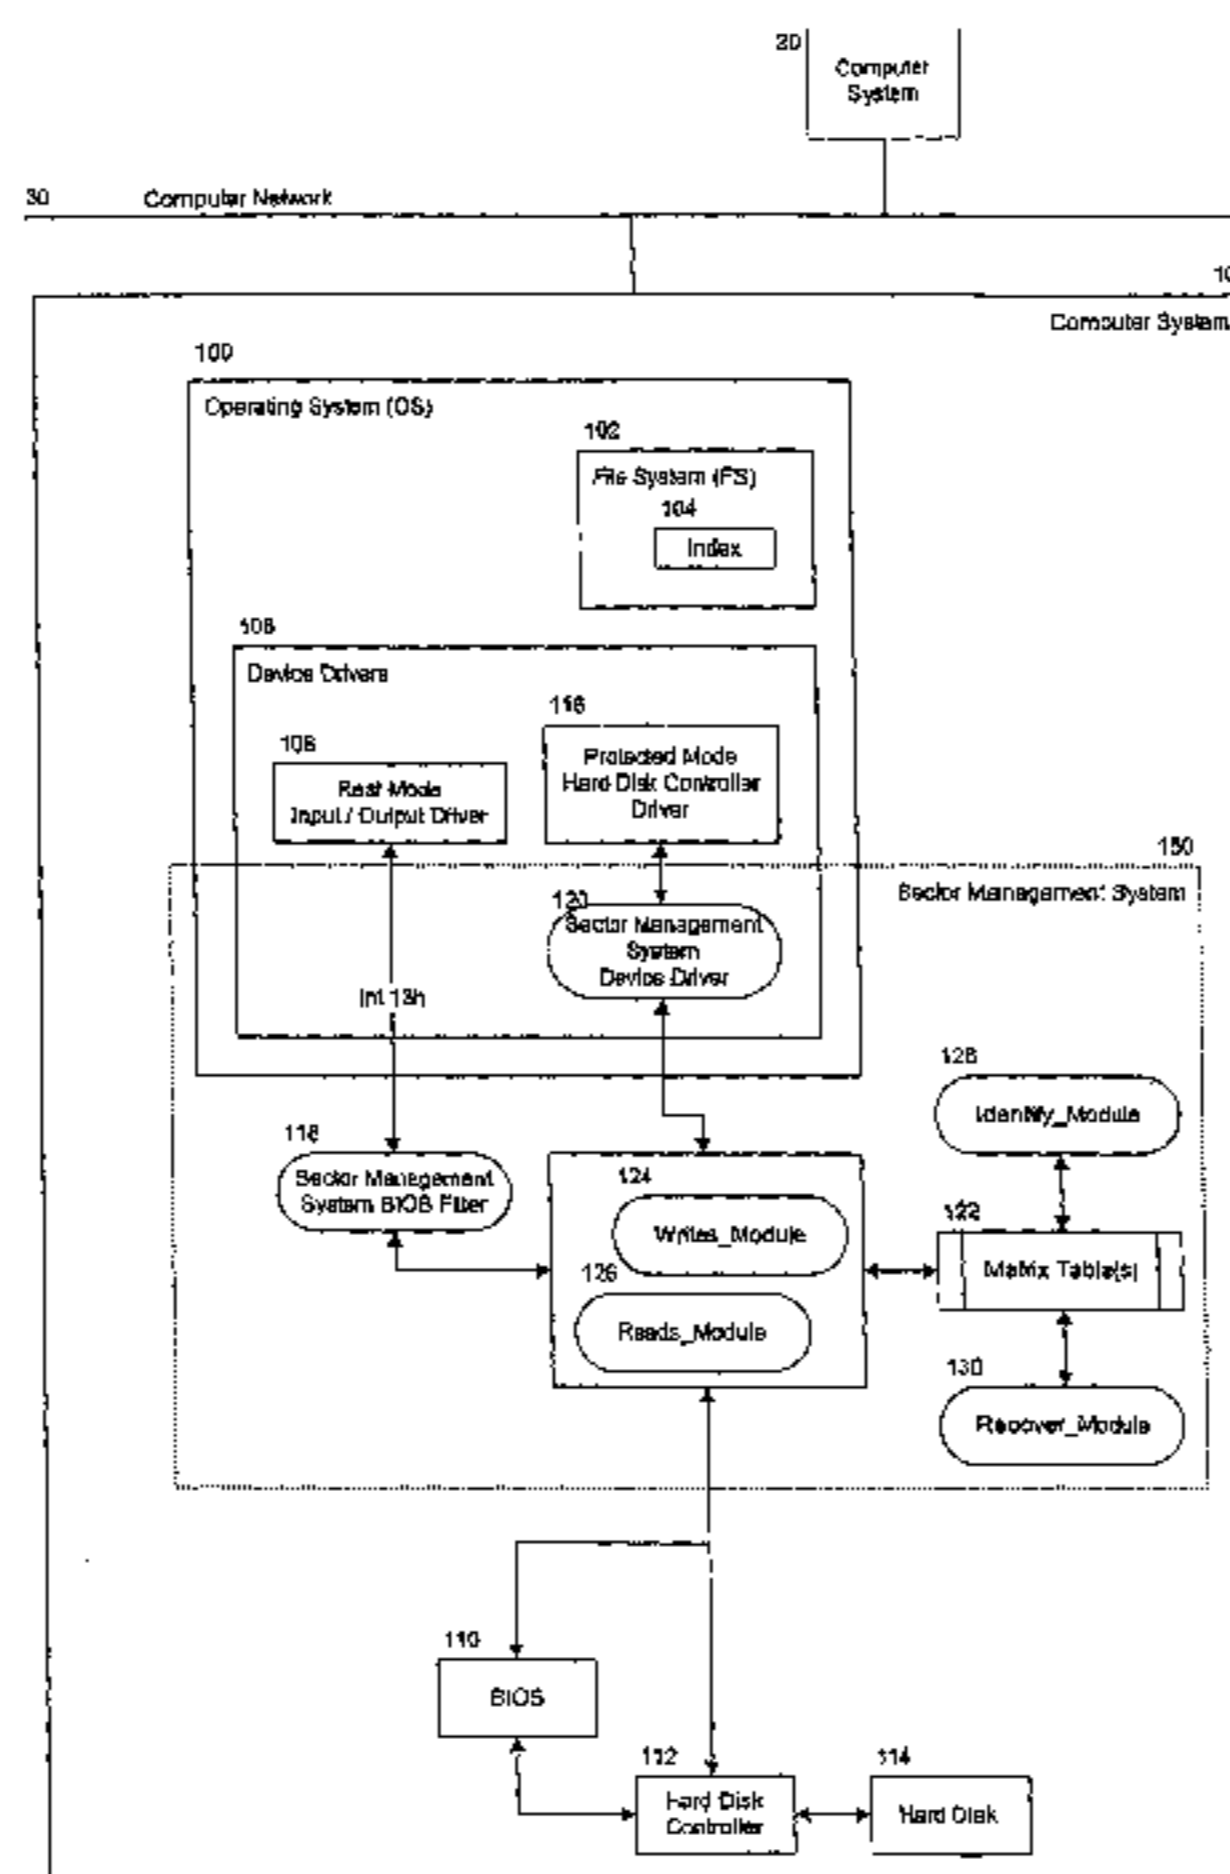 20
Computer
System
30
Computer Network
10
Computer System
100
Operating System (OS)
102
File System (FS)
104
Index
106
Device Drivers
116
108
Protected Mode
Hard Disk Controller
Driver
Real Mode
Input / Output Driver
150
Sector Management System
120
Sector Management
System
Device Driver
Int 13h
128
Identify_Module
118
Sector Management
System BIOS Filter
124
Writes_Module
122
Matrix Table(s)
126
Reads_Module
130
Recover_Module
110
BIOS
112
Hard Disk
Controller
114
Hard Disk